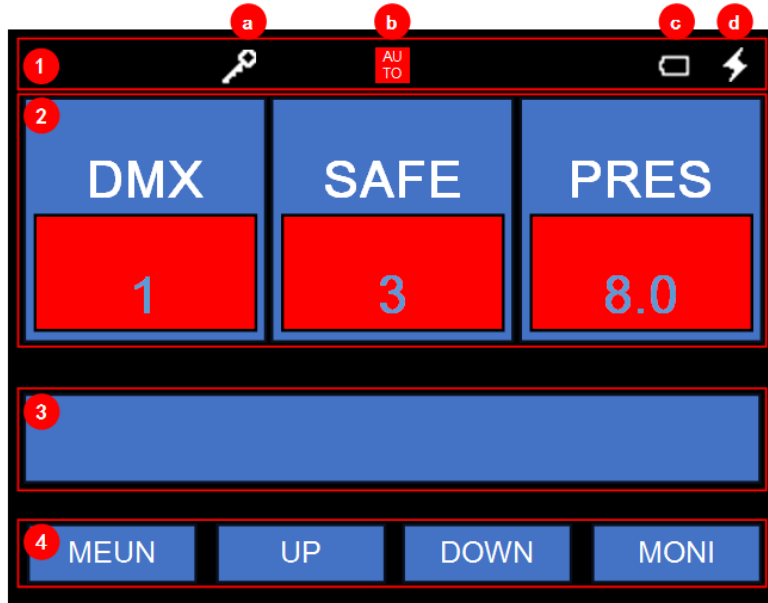 a b c d
1 AU
TO
2
DMX SAFE PRES
1 3 8.0
3
4 MEUN UP DOWN MONI